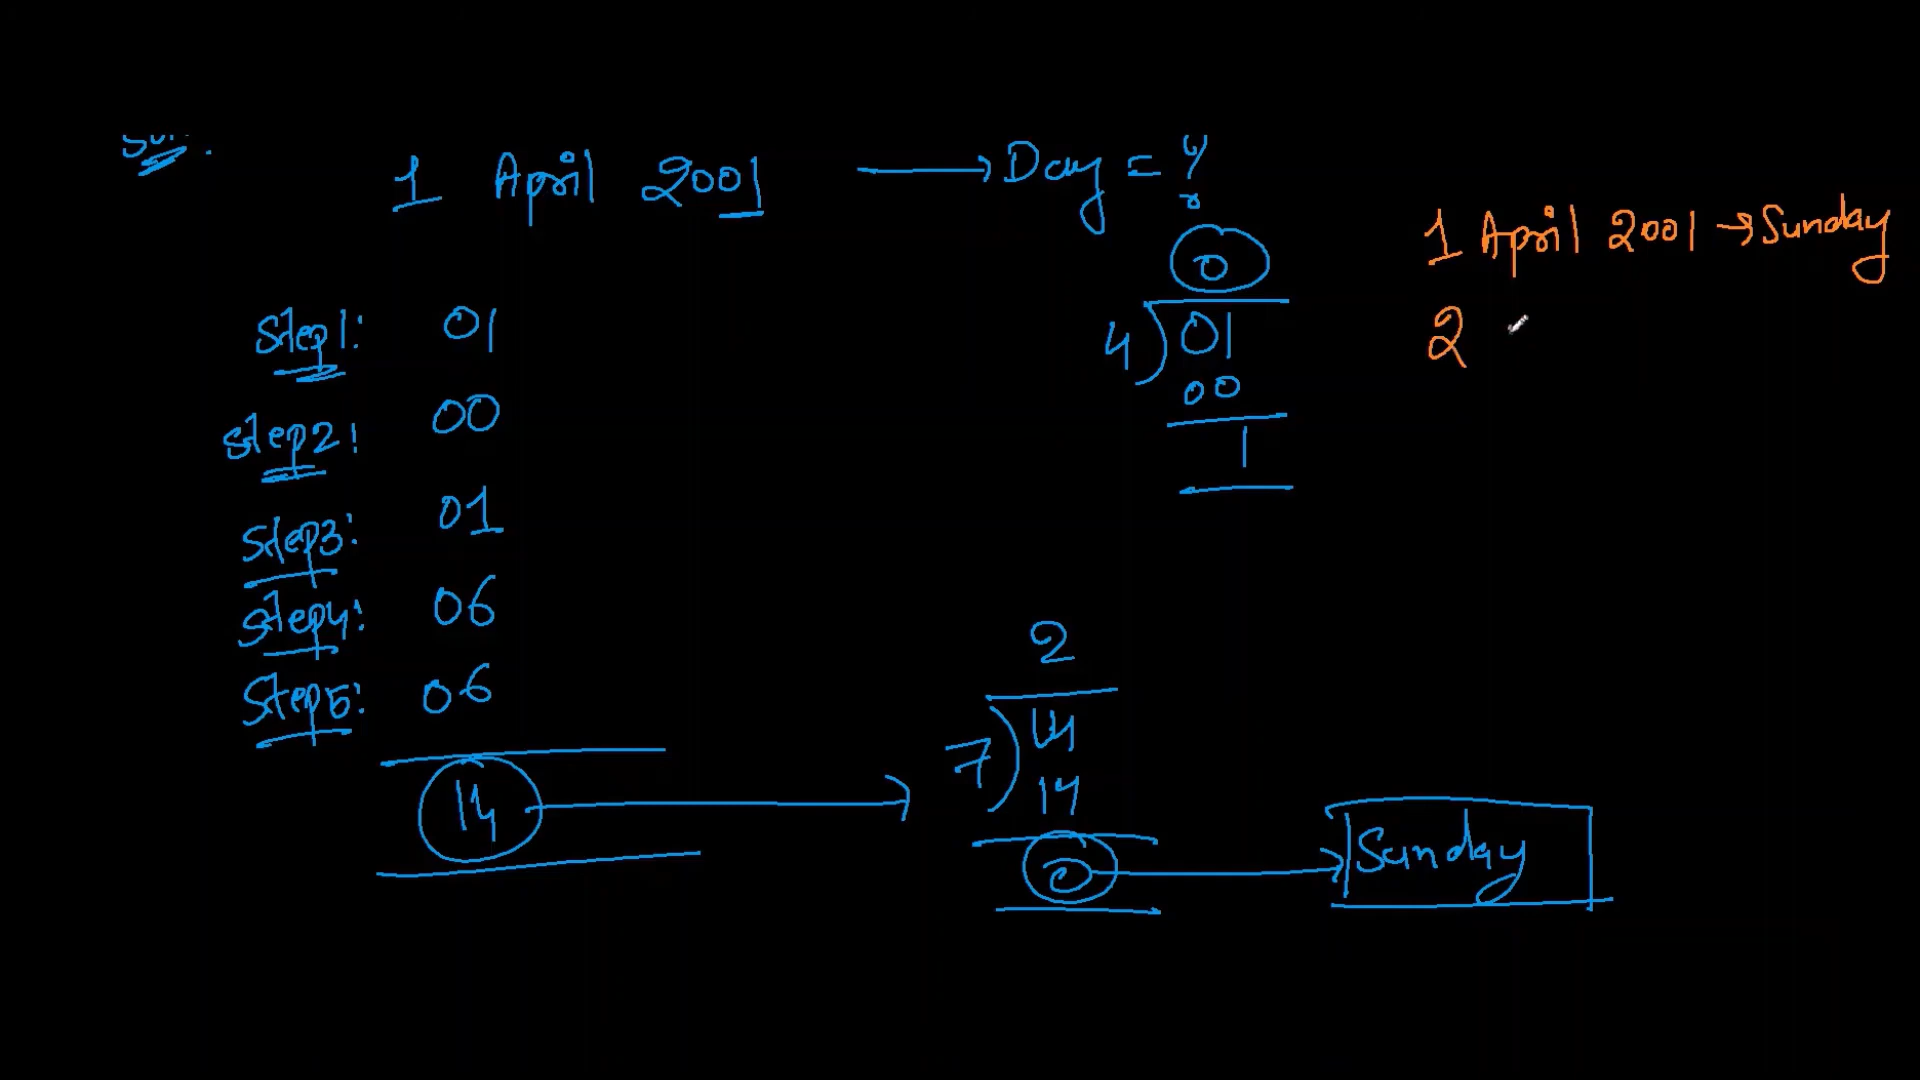 Sol.
1 April 2001 → Day = ?
1 April 2001 → Sunday
2
0
4) 01
00
1
Step1: 01
Step2: 00
Step3: 01
Step4: 06
Step5: 06
14
2
7) 14
14
0
Sunday